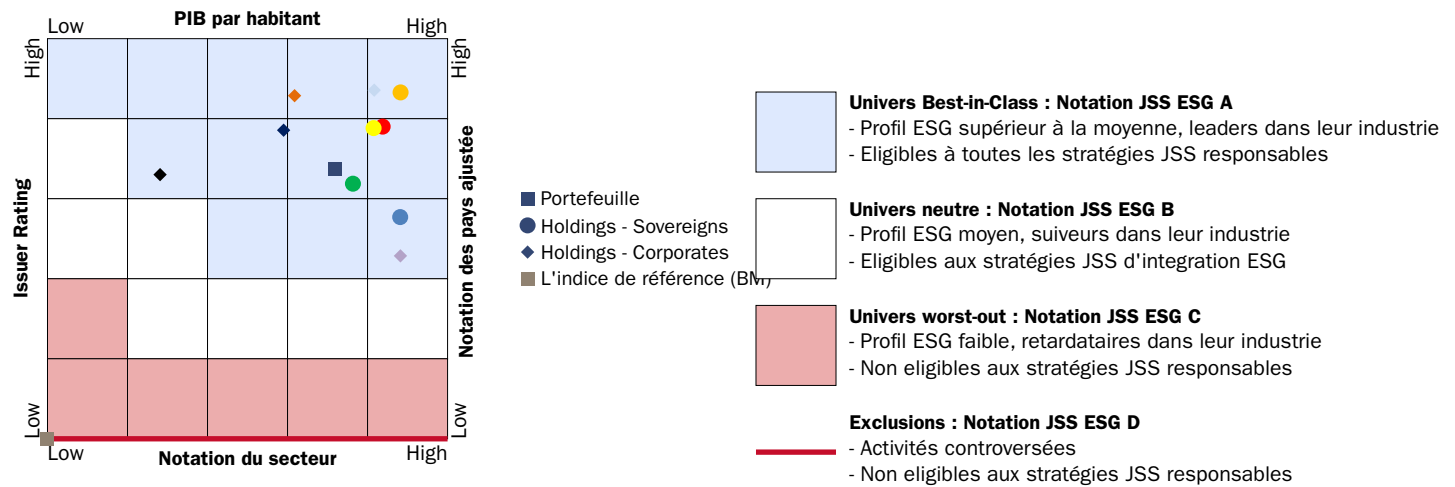 PIB par habitant
Low
High
High
High
Issuer Rating
Notation des pays ajustée
Low
Low
Low
High
Notation du secteur
Portefeuille
Holdings - Sovereigns
Holdings - Corporates
L'indice de référence (BM)
Univers Best-in-Class : Notation JSS ESG A
- Profil ESG supérieur à la moyenne, leaders dans leur industrie
- Eligibles à toutes les stratégies JSS responsables
Univers neutre : Notation JSS ESG B
- Profil ESG moyen, suiveurs dans leur industrie
- Eligibles aux stratégies JSS d'integration ESG
Univers worst-out : Notation JSS ESG C
- Profil ESG faible, retardataires dans leur industrie
- Non eligibles aux stratégies JSS responsables
Exclusions : Notation JSS ESG D
- Activités controversées
- Non eligibles aux stratégies JSS responsables